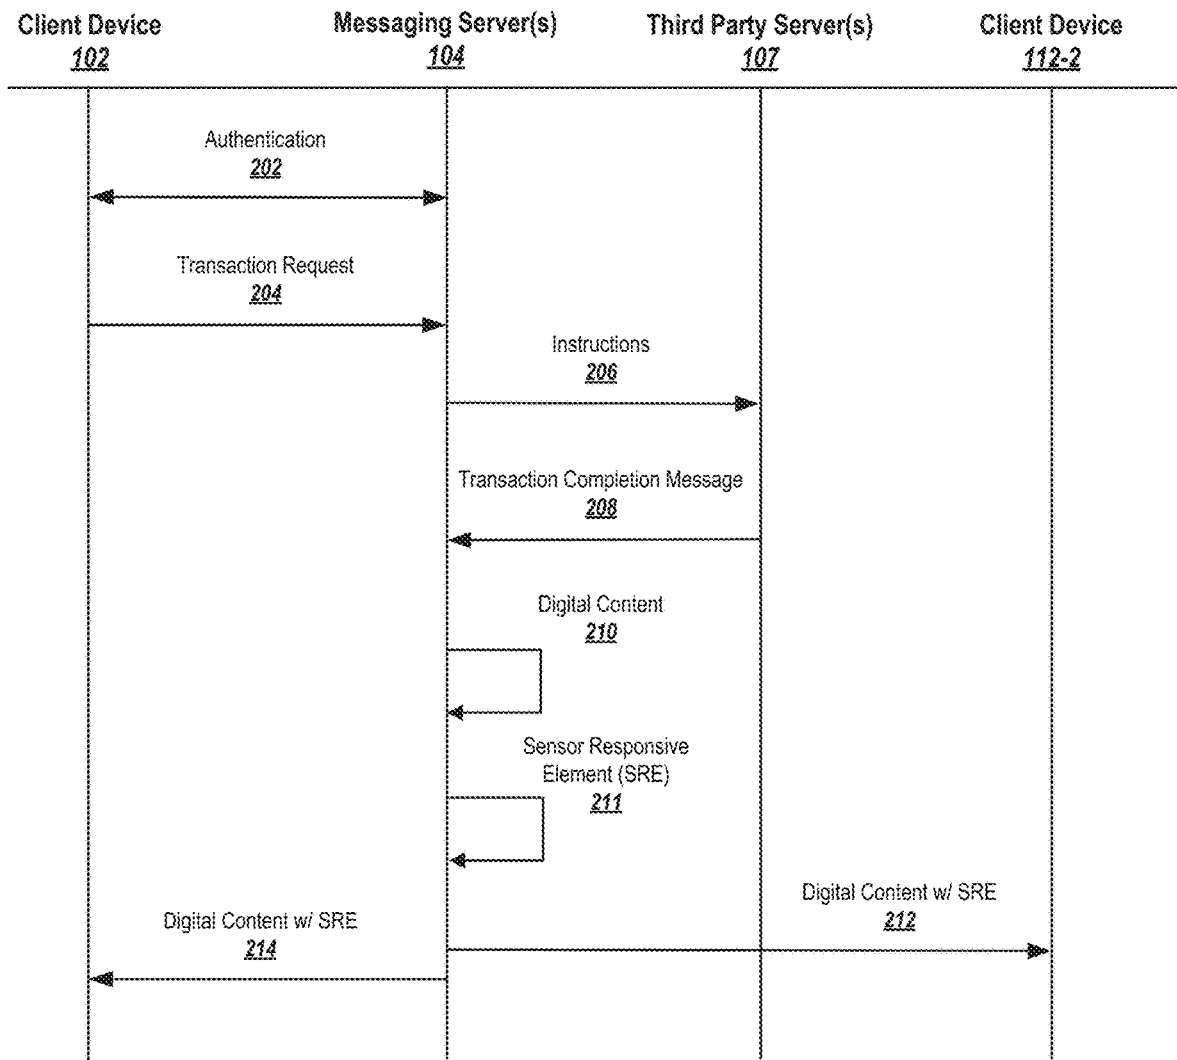 Client Device
102
Messaging Server(s)
104
Third Party Server(s)
107
Client Device
112-2
Authentication
202
Transaction Request
204
Instructions
206
Transaction Completion Message
208
Digital Content
210
Sensor Responsive
Element (SRE)
211
Digital Content w/ SRE
212
Digital Content w/ SRE
214